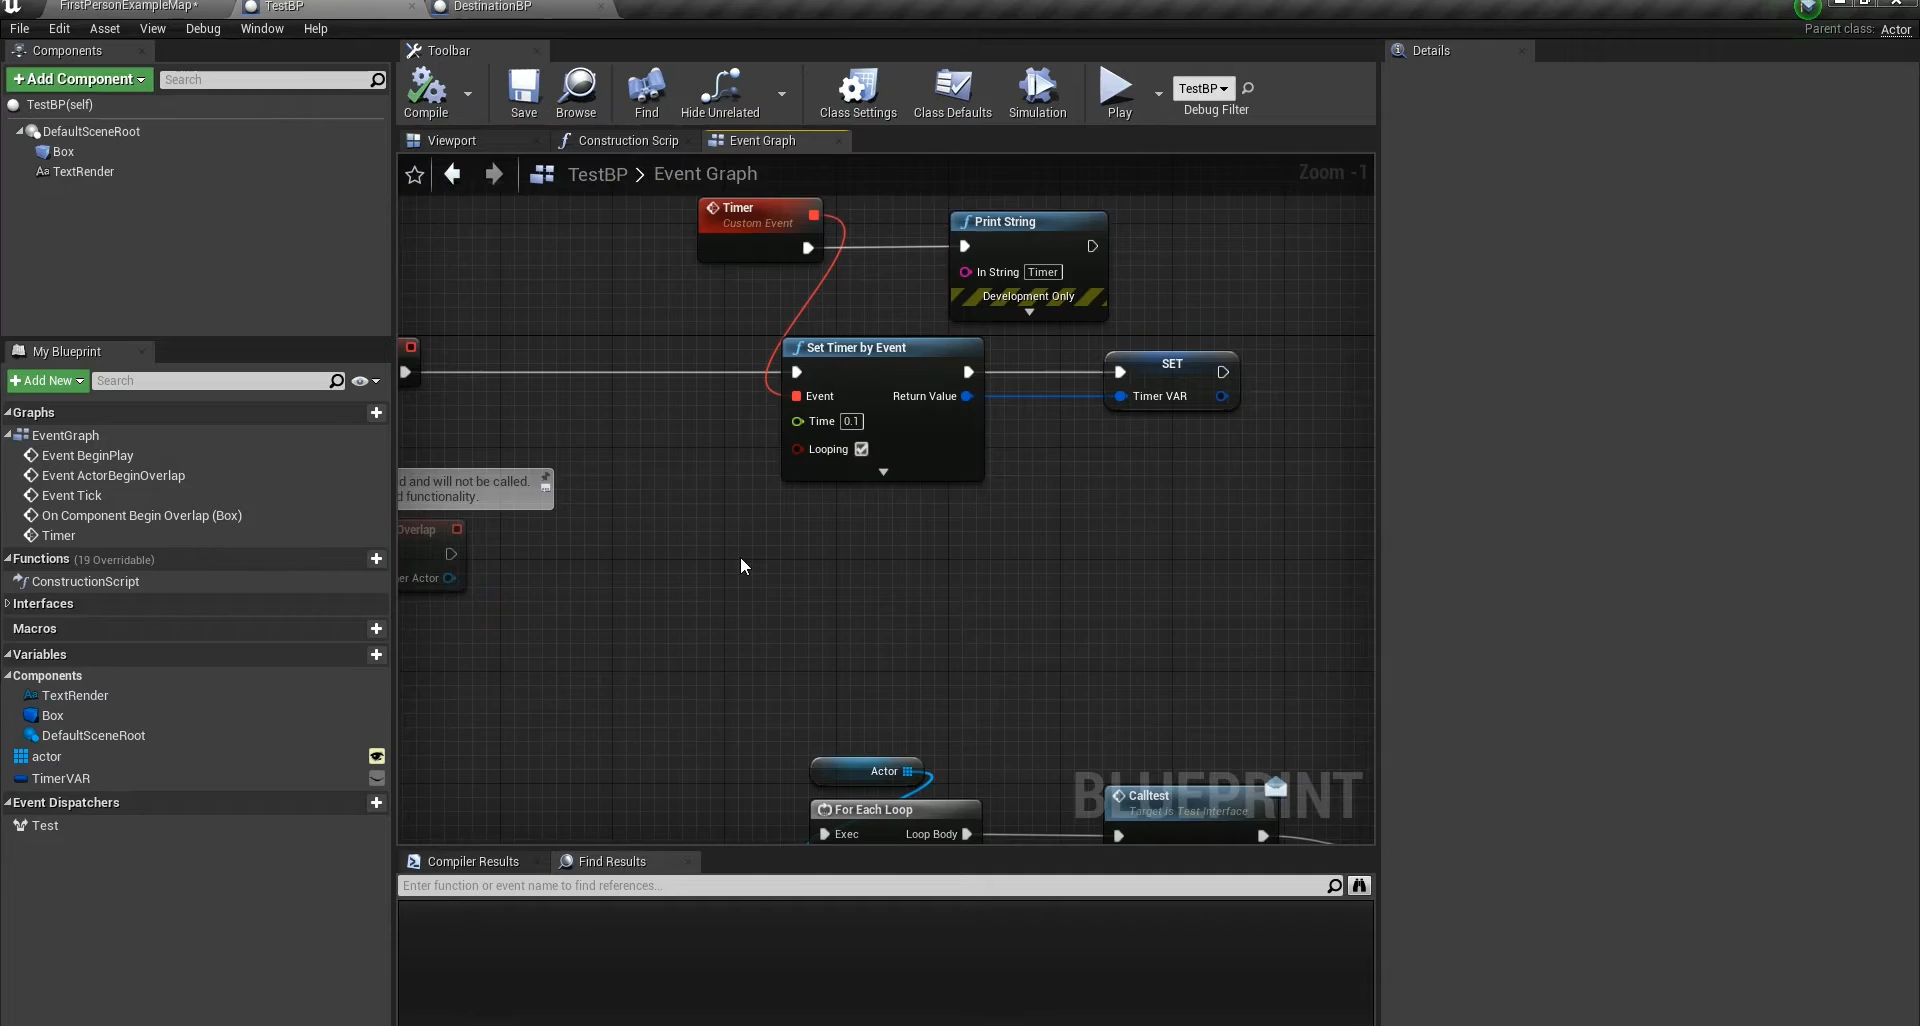 FirstPersonExampleMap*
TestBP
DestinationBP
File
Edit
Asset
View
Debug
Window
Help
Parent class: Actor
Components
Toolbar
Details
Add Component
Search
TestBP(self)
DefaultSceneRoot
Box
Aa TextRender
Compile
Save
Browse
Find
Hide Unrelated
Class Settings
Class Defaults
Simulation
Play
TestBP
Debug Filter
Viewport
Construction Scrip
Event Graph
TestBP > Event Graph
Zoom -1
My Blueprint
Add New
Search
Graphs
EventGraph
Event BeginPlay
Event ActorBeginOverlap
Event Tick
On Component Begin Overlap (Box)
Timer
Functions (19 Overridable)
ConstructionScript
Interfaces
Macros
Variables
Components
Aa TextRender
Box
DefaultSceneRoot
actor
TimerVAR
Event Dispatchers
Test
Timer
Custom Event
Print String
In String Timer
Development Only
Set Timer by Event
Event
Return Value
Time 0.1
Looping
SET
Timer VAR
d and will not be called.
d functionality.
Overlap
er Actor
Actor
For Each Loop
Exec
Loop Body
Calltest
Target is Test Interface
BLUEPRINT
Compiler Results
Find Results
Enter function or event name to find references...